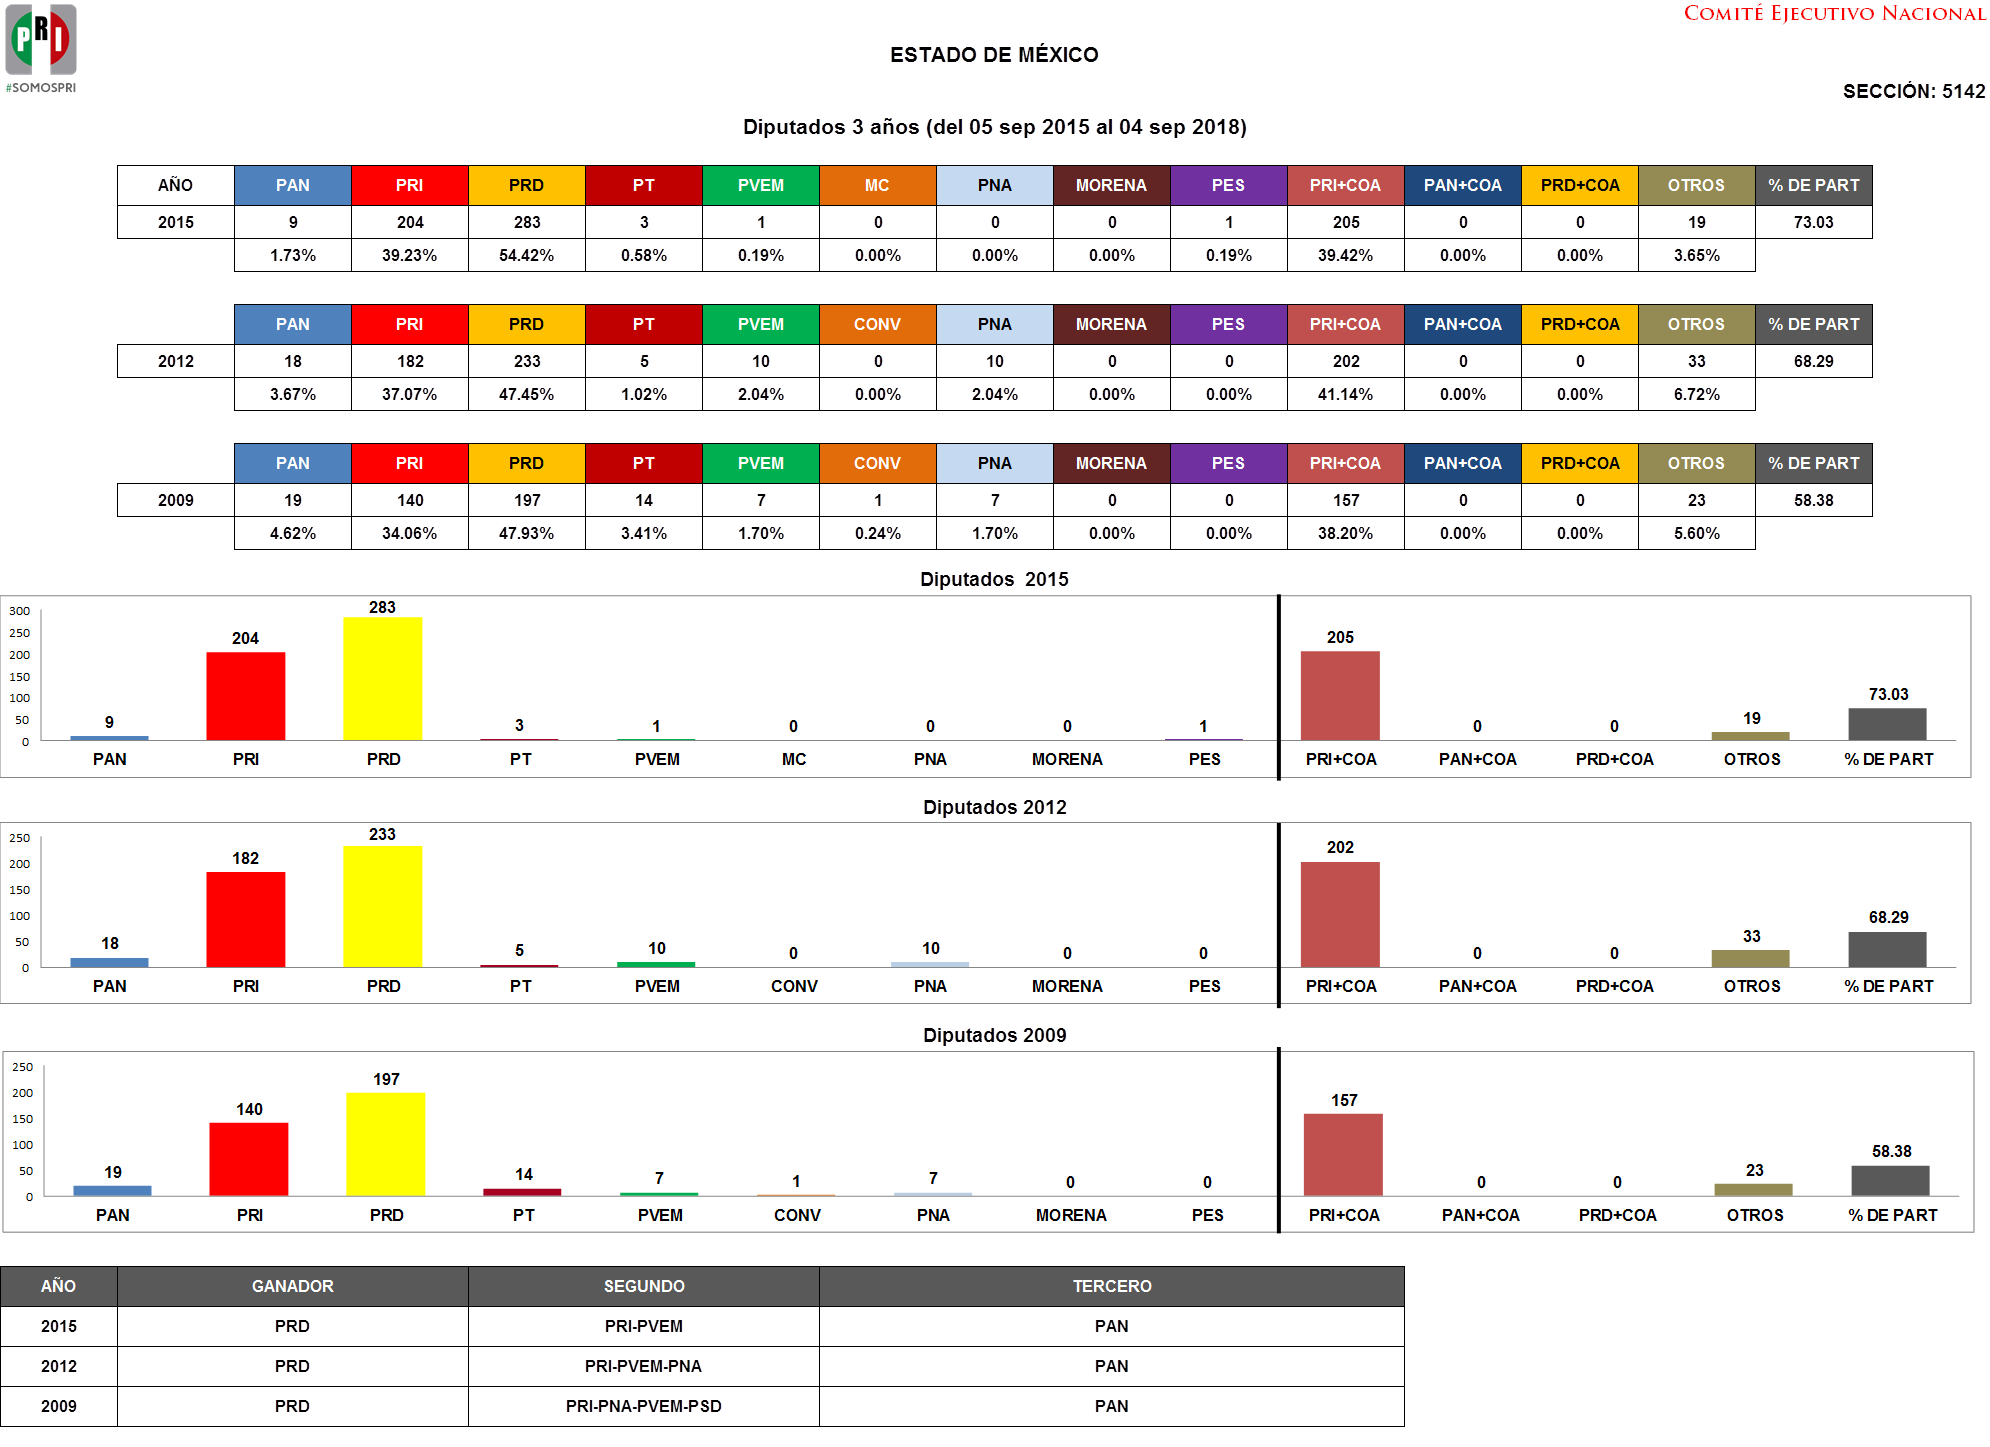 PRI
#SOMOSPRI
COMITÉ EJECUTIVO NACIONAL
ESTADO DE MÉXICO
SECCIÓN: 5142
Diputados 3 años (del 05 sep 2015 al 04 sep 2018)
AÑO PAN PRI PRD PT PVEM MC PNA MORENA PES PRI+COA PAN+COA PRD+COA OTROS % DE PART
2015 9 204 283 3 1 0 0 0 1 205 0 0 19 73.03
1.73% 39.23% 54.42% 0.58% 0.19% 0.00% 0.00% 0.00% 0.19% 39.42% 0.00% 0.00% 3.65%
PAN PRI PRD PT PVEM CONV PNA MORENA PES PRI+COA PAN+COA PRD+COA OTROS % DE PART
2012 18 182 233 5 10 0 10 0 0 202 0 0 33 68.29
3.67% 37.07% 47.45% 1.02% 2.04% 0.00% 2.04% 0.00% 0.00% 41.14% 0.00% 0.00% 6.72%
PAN PRI PRD PT PVEM CONV PNA MORENA PES PRI+COA PAN+COA PRD+COA OTROS % DE PART
2009 19 140 197 14 7 1 7 0 0 157 0 0 23 58.38
4.62% 34.06% 47.93% 3.41% 1.70% 0.24% 1.70% 0.00% 0.00% 38.20% 0.00% 0.00% 5.60%
Diputados 2015
300
250
200
150
100
50
0
9 204 283 3 1 0 0 0 1 205 0 0 19 73.03
PAN PRI PRD PT PVEM MC PNA MORENA PES PRI+COA PAN+COA PRD+COA OTROS % DE PART
Diputados 2012
250
200
150
100
50
0
18 182 233 5 10 0 10 0 0 202 0 0 33 68.29
PAN PRI PRD PT PVEM CONV PNA MORENA PES PRI+COA PAN+COA PRD+COA OTROS % DE PART
Diputados 2009
250
200
150
100
50
0
19 140 197 14 7 1 7 0 0 157 0 0 23 58.38
PAN PRI PRD PT PVEM CONV PNA MORENA PES PRI+COA PAN+COA PRD+COA OTROS % DE PART
AÑO GANADOR SEGUNDO TERCERO
2015 PRD PRI-PVEM PAN
2012 PRD PRI-PVEM-PNA PAN
2009 PRD PRI-PNA-PVEM-PSD PAN